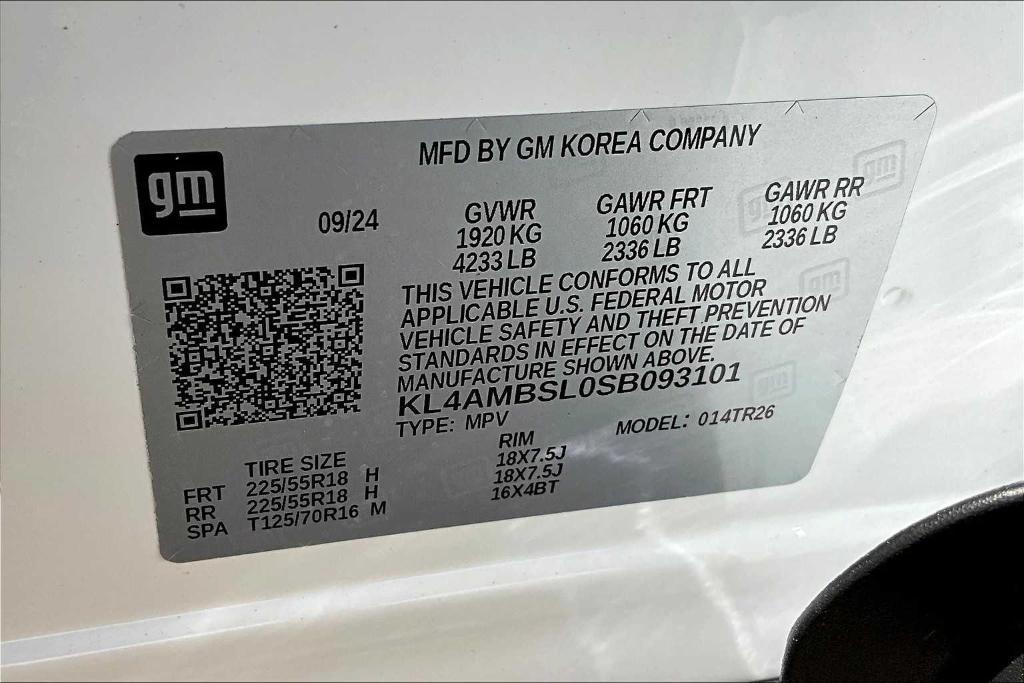 gm
MFD BY GM KOREA COMPANY
09/24
GVWR GAWR FRT GAWR RR
1920 KG 1060 KG 1060 KG
4233 LB 2336 LB 2336 LB
THIS VEHICLE CONFORMS TO ALL
APPLICABLE U.S. FEDERAL MOTOR
VEHICLE SAFETY AND THEFT PREVENTION
STANDARDS IN EFFECT ON THE DATE OF
MANUFACTURE SHOWN ABOVE.
KL4AMBSL0SB093101
TYPE: MPV MODEL: 014TR26
TIRE SIZE RIM
FRT 225/55R18 H 18X7.5J
RR 225/55R18 H 18X7.5J
SPA T125/70R16 M 16X4BT